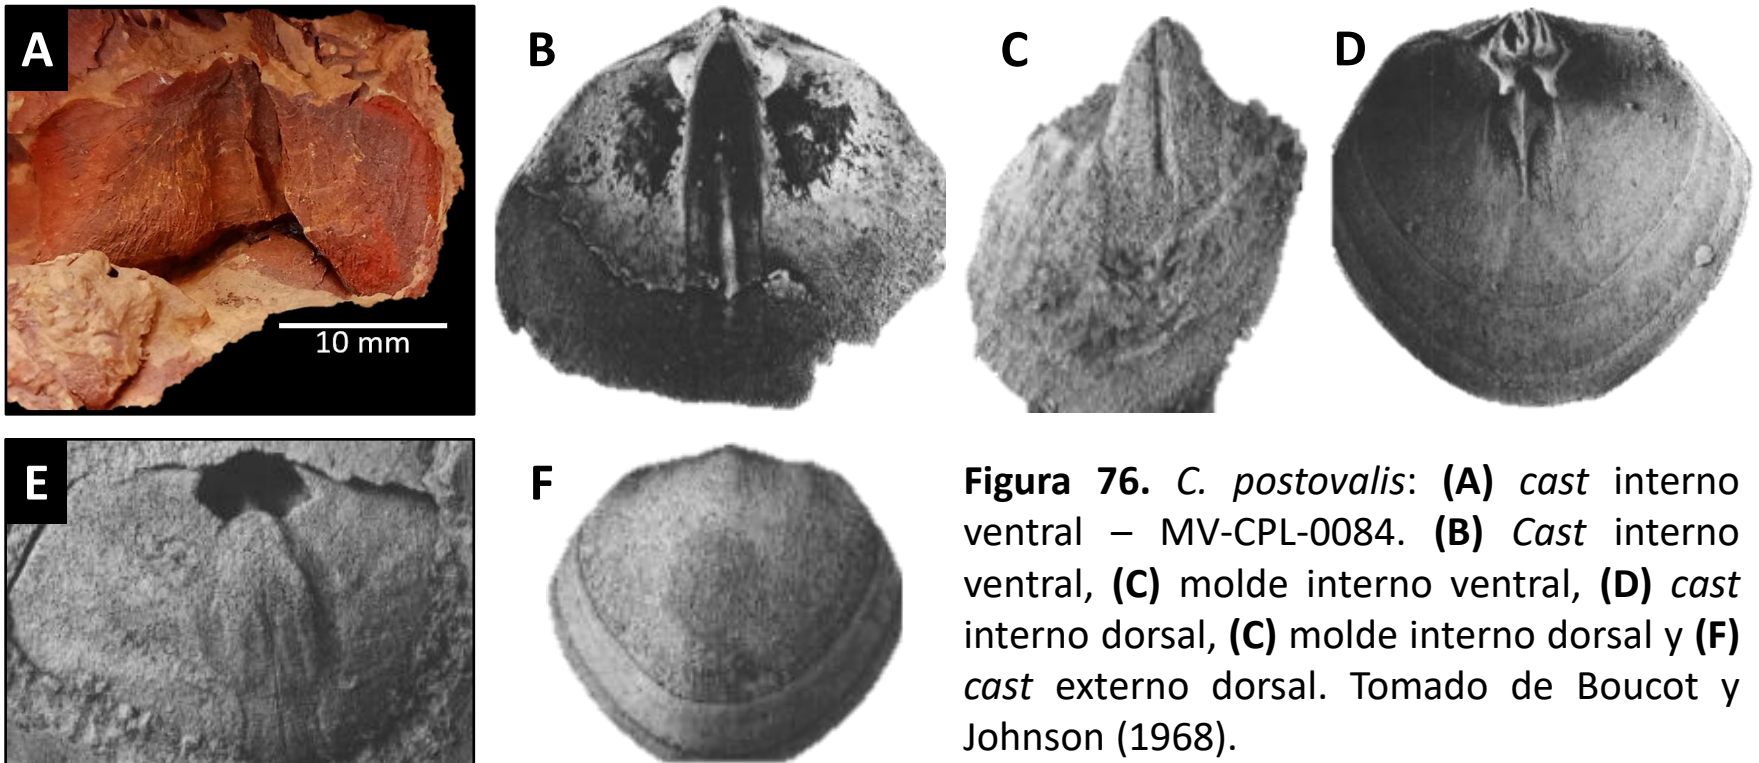 A
B
C
D
10 mm
E
F
Figura 76. C. postovalis: (A) cast interno
ventral – MV-CPL-0084. (B) Cast interno
ventral, (C) molde interno ventral, (D) cast
interno dorsal, (C) molde interno dorsal y (F)
cast externo dorsal. Tomado de Boucot y
Johnson (1968).